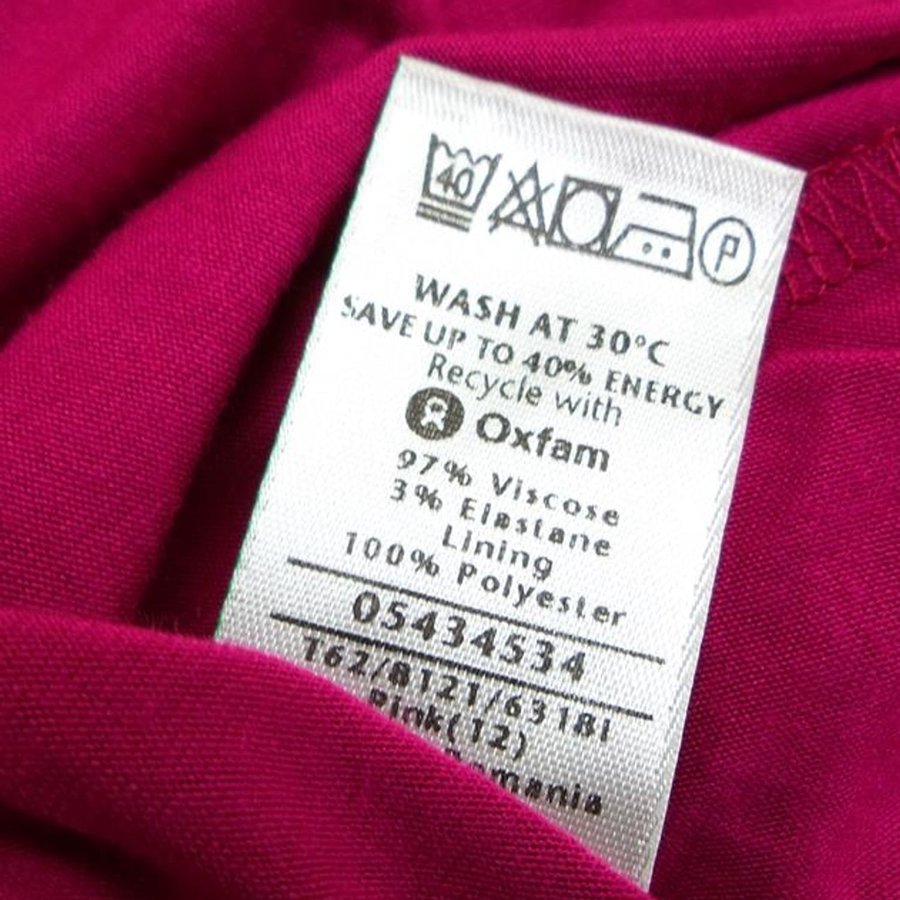 40
P
WASH AT 30°C
SAVE UP TO 40% ENERGY
Recycle with
Oxfam
97% Viscose
3% Elastane
Lining
100% Polyester
05434534
T62/8121/6318I
Pink(12)